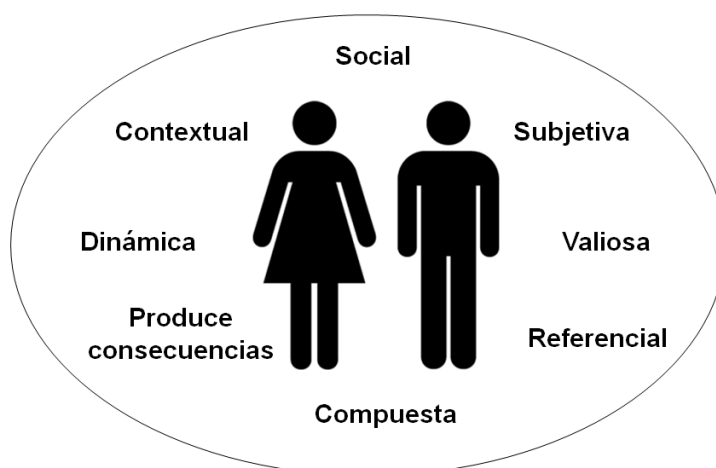 Social
Contextual
Subjetiva
Dinámica
Valiosa
Produce
consecuencias
Referencial
Compuesta